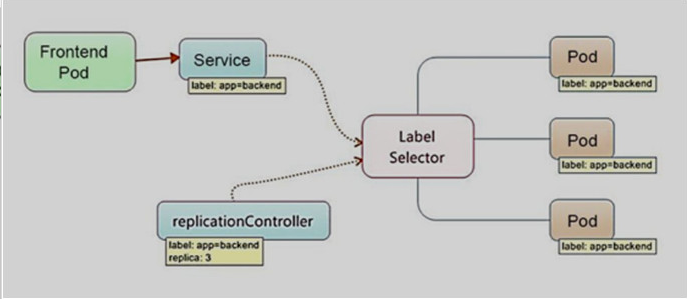 Frontend
Pod
Service
label: app=backend
Label
Selector
replicationController
label: app=backend
replica: 3
Pod
label: app=backend
Pod
label: app=backend
Pod
label: app=backend